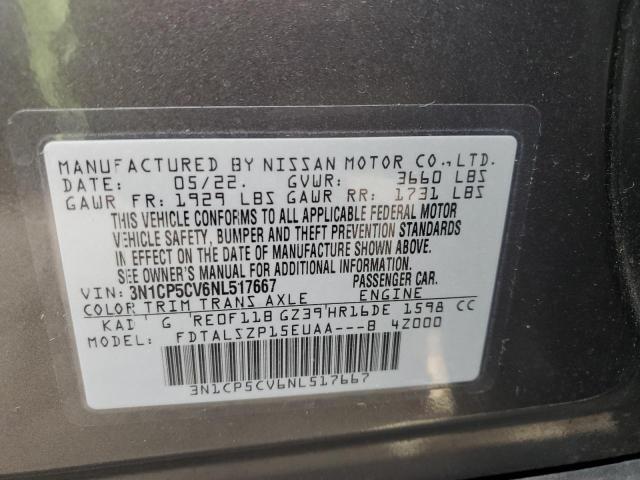 MANUFACTURED BY NISSAN MOTOR CO.,LTD.
DATE 05/22. GVWR: 3660 LBS
GAWR FR: 1929 LBS GAWR RR: 1731 LBS
THIS VEHICLE CONFORMS TO ALL APPLICABLE FEDERAL MOTOR
VEHICLE SAFETY, BUMPER AND THEFT PREVENTION STANDARDS
IN EFFECT ON THE DATE OF MANUFACTURE SHOWN ABOVE.
SEE OWNER'S MANUAL FOR ADDITIONAL INFORMATION.
VIN: 3N1CP5CV6NL517667 PASSENGER CAR.
COLOR TRIM TRANS AXLE ENGINE
KAD G RE0F11B GZ39 HR16DE 1598 CC
FDTALSZP15EUAA---B 4Z000
3N1CP5CV6NL517667